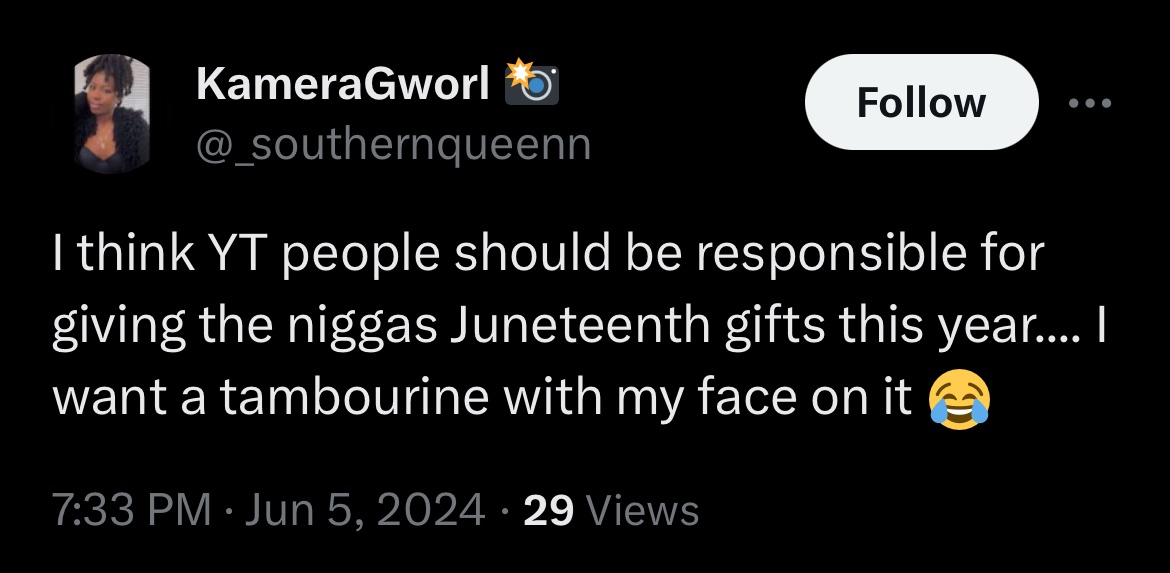 KameraGworl 📸
@_southernqueenn
Follow
I think YT people should be responsible for
giving the niggas Juneteenth gifts this year.... I
want a tambourine with my face on it 😂
7:33 PM · Jun 5, 2024 · 29 Views